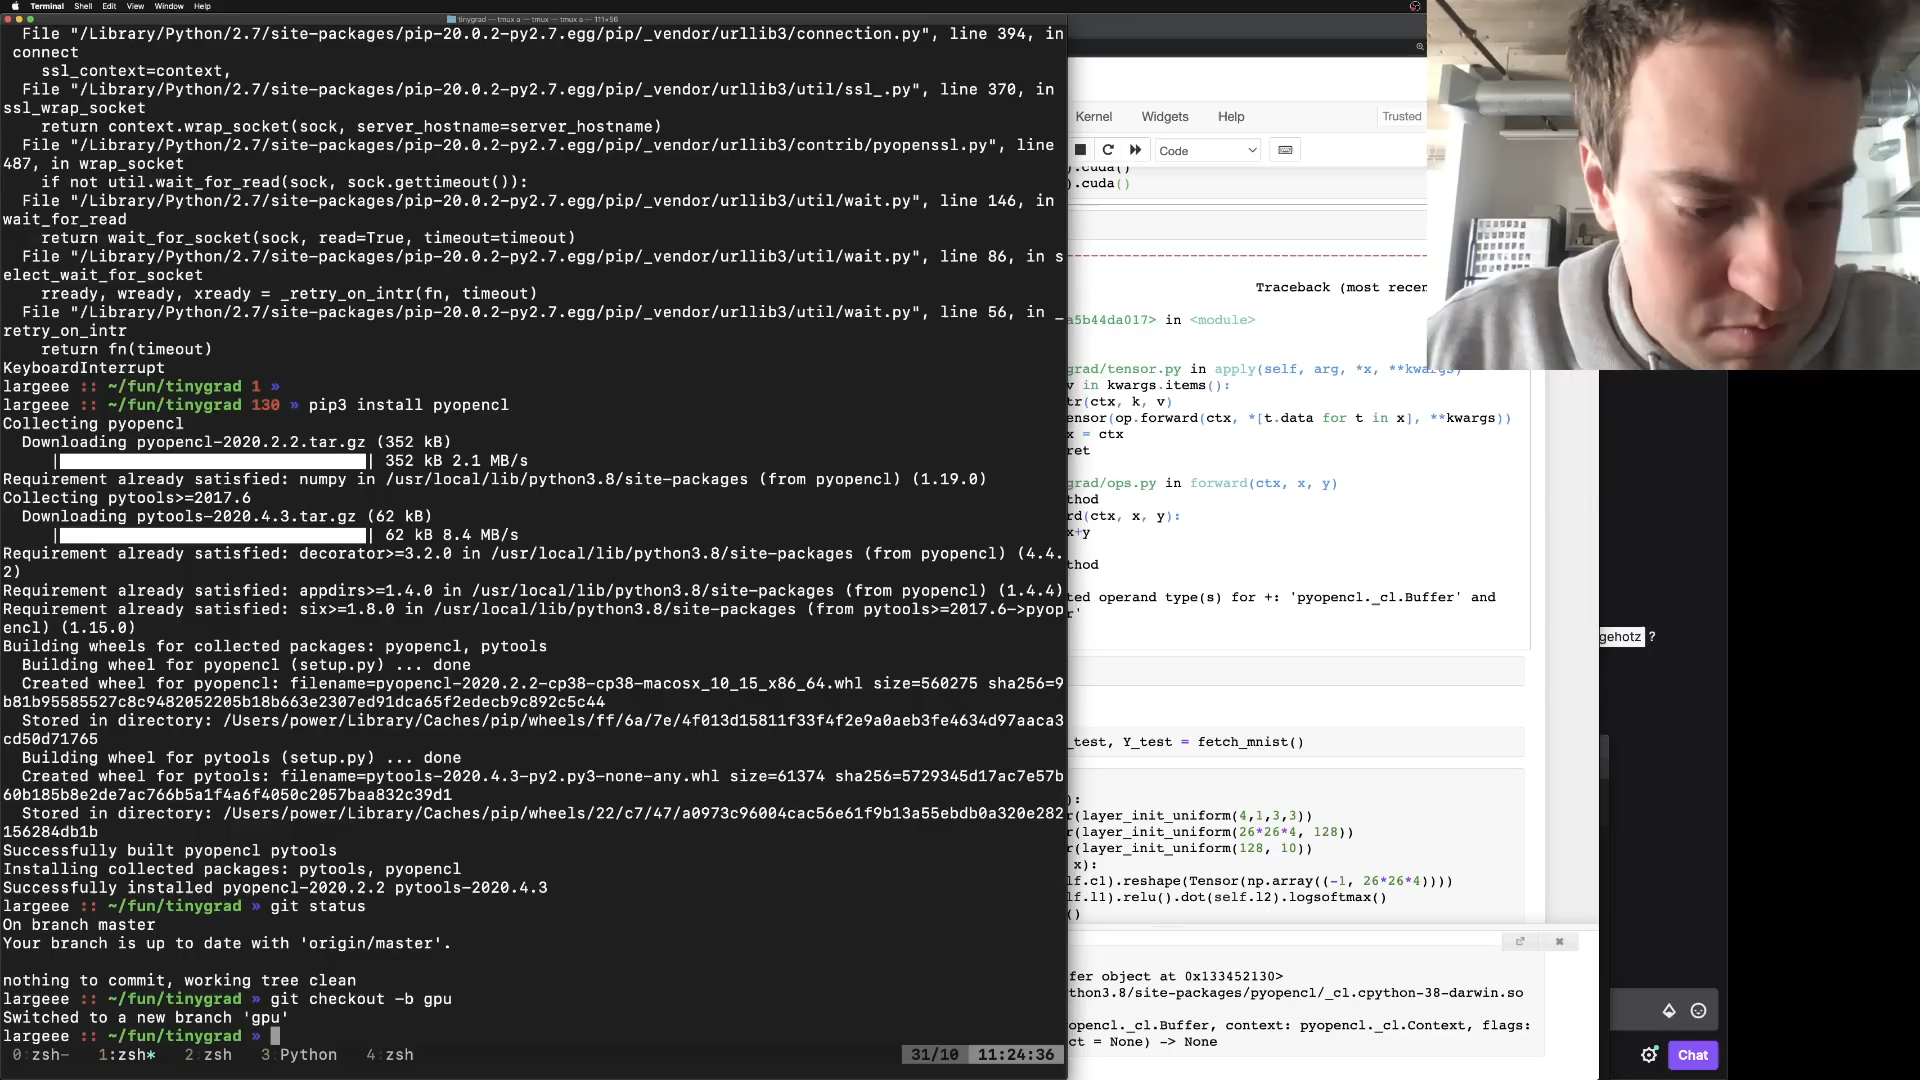 Terminal Shell Edit View Window Help
tinygrad — tmux a — tmux — tmux a — 111×56
File "/Library/Python/2.7/site-packages/pip-20.0.2-py2.7.egg/pip/_vendor/urllib3/connection.py", line 394, in
connect
ssl_context=context,
File "/Library/Python/2.7/site-packages/pip-20.0.2-py2.7.egg/pip/_vendor/urllib3/util/ssl_.py", line 370, in
ssl_wrap_socket
return context.wrap_socket(sock, server_hostname=server_hostname)
File "/Library/Python/2.7/site-packages/pip-20.0.2-py2.7.egg/pip/_vendor/urllib3/contrib/pyopenssl.py", line
487, in wrap_socket
if not util.wait_for_read(sock, sock.gettimeout()):
File "/Library/Python/2.7/site-packages/pip-20.0.2-py2.7.egg/pip/_vendor/urllib3/util/wait.py", line 146, in
wait_for_read
return wait_for_socket(sock, read=True, timeout=timeout)
File "/Library/Python/2.7/site-packages/pip-20.0.2-py2.7.egg/pip/_vendor/urllib3/util/wait.py", line 86, in s
elect_wait_for_socket
rready, wready, xready = _retry_on_intr(fn, timeout)
File "/Library/Python/2.7/site-packages/pip-20.0.2-py2.7.egg/pip/_vendor/urllib3/util/wait.py", line 56, in _
retry_on_intr
return fn(timeout)
KeyboardInterrupt
largeee :: ~/fun/tinygrad 1 »
largeee :: ~/fun/tinygrad 130 » pip3 install pyopencl
Collecting pyopencl
Downloading pyopencl-2020.2.2.tar.gz (352 kB)
| | 352 kB 2.1 MB/s
Requirement already satisfied: numpy in /usr/local/lib/python3.8/site-packages (from pyopencl) (1.19.0)
Collecting pytools>=2017.6
Downloading pytools-2020.4.3.tar.gz (62 kB)
| | 62 kB 8.4 MB/s
Requirement already satisfied: decorator>=3.2.0 in /usr/local/lib/python3.8/site-packages (from pyopencl) (4.4.
2)
Requirement already satisfied: appdirs>=1.4.0 in /usr/local/lib/python3.8/site-packages (from pyopencl) (1.4.4)
Requirement already satisfied: six>=1.8.0 in /usr/local/lib/python3.8/site-packages (from pytools>=2017.6->pyop
encl) (1.15.0)
Building wheels for collected packages: pyopencl, pytools
Building wheel for pyopencl (setup.py) ... done
Created wheel for pyopencl: filename=pyopencl-2020.2.2-cp38-cp38-macosx_10_15_x86_64.whl size=560275 sha256=9
b81b95585527c8c9482052205b18b663e2307ed91dca65f2edecb9c892c5c44
Stored in directory: /Users/power/Library/Caches/pip/wheels/ff/6a/7e/4f013d15811f33f4f2e9a0aeb3fe4634d97aaca3
cd50d71765
Building wheel for pytools (setup.py) ... done
Created wheel for pytools: filename=pytools-2020.4.3-py2.py3-none-any.whl size=61374 sha256=5729345d17ac7e57b
60b185b8e2de7ac766b5a1f4a6f4050c2057baa832c39d1
Stored in directory: /Users/power/Library/Caches/pip/wheels/22/c7/47/a0973c96004cac56e61f9b13a55ebdb0a320e282
156284db1b
Successfully built pyopencl pytools
Installing collected packages: pytools, pyopencl
Successfully installed pyopencl-2020.2.2 pytools-2020.4.3
largeee :: ~/fun/tinygrad » git status
On branch master
Your branch is up to date with 'origin/master'.
nothing to commit, working tree clean
largeee :: ~/fun/tinygrad » git checkout -b gpu
Switched to a new branch 'gpu'
largeee :: ~/fun/tinygrad »
0:zsh- 1:zsh* 2:zsh 3:Python 4:zsh 31/10 11:24:36
Kernel Widgets Help Trusted
Code
).cuda()
).cuda()
Traceback (most recen
a5b44da017> in <module>
grad/tensor.py in apply(self, arg, *x, **kwargs)
v in kwargs.items():
tr(ctx, k, v)
ensor(op.forward(ctx, *[t.data for t in x], **kwargs))
x = ctx
ret
grad/ops.py in forward(ctx, x, y)
thod
rd(ctx, x, y):
x+y
thod
ted operand type(s) for +: 'pyopencl._cl.Buffer' and
r'
_test, Y_test = fetch_mnist()
):
r(layer_init_uniform(4,1,3,3))
r(layer_init_uniform(26*26*4, 128))
r(layer_init_uniform(128, 10))
x):
lf.c1).reshape(Tensor(np.array((-1, 26*26*4))))
lf.l1).relu().dot(self.l2).logsoftmax()
()
ffer object at 0x133452130>
thon3.8/site-packages/pyopencl/_cl.cpython-38-darwin.so
opencl._cl.Buffer, context: pyopencl._cl.Context, flags:
ct = None) -> None
gehotz ?
Chat